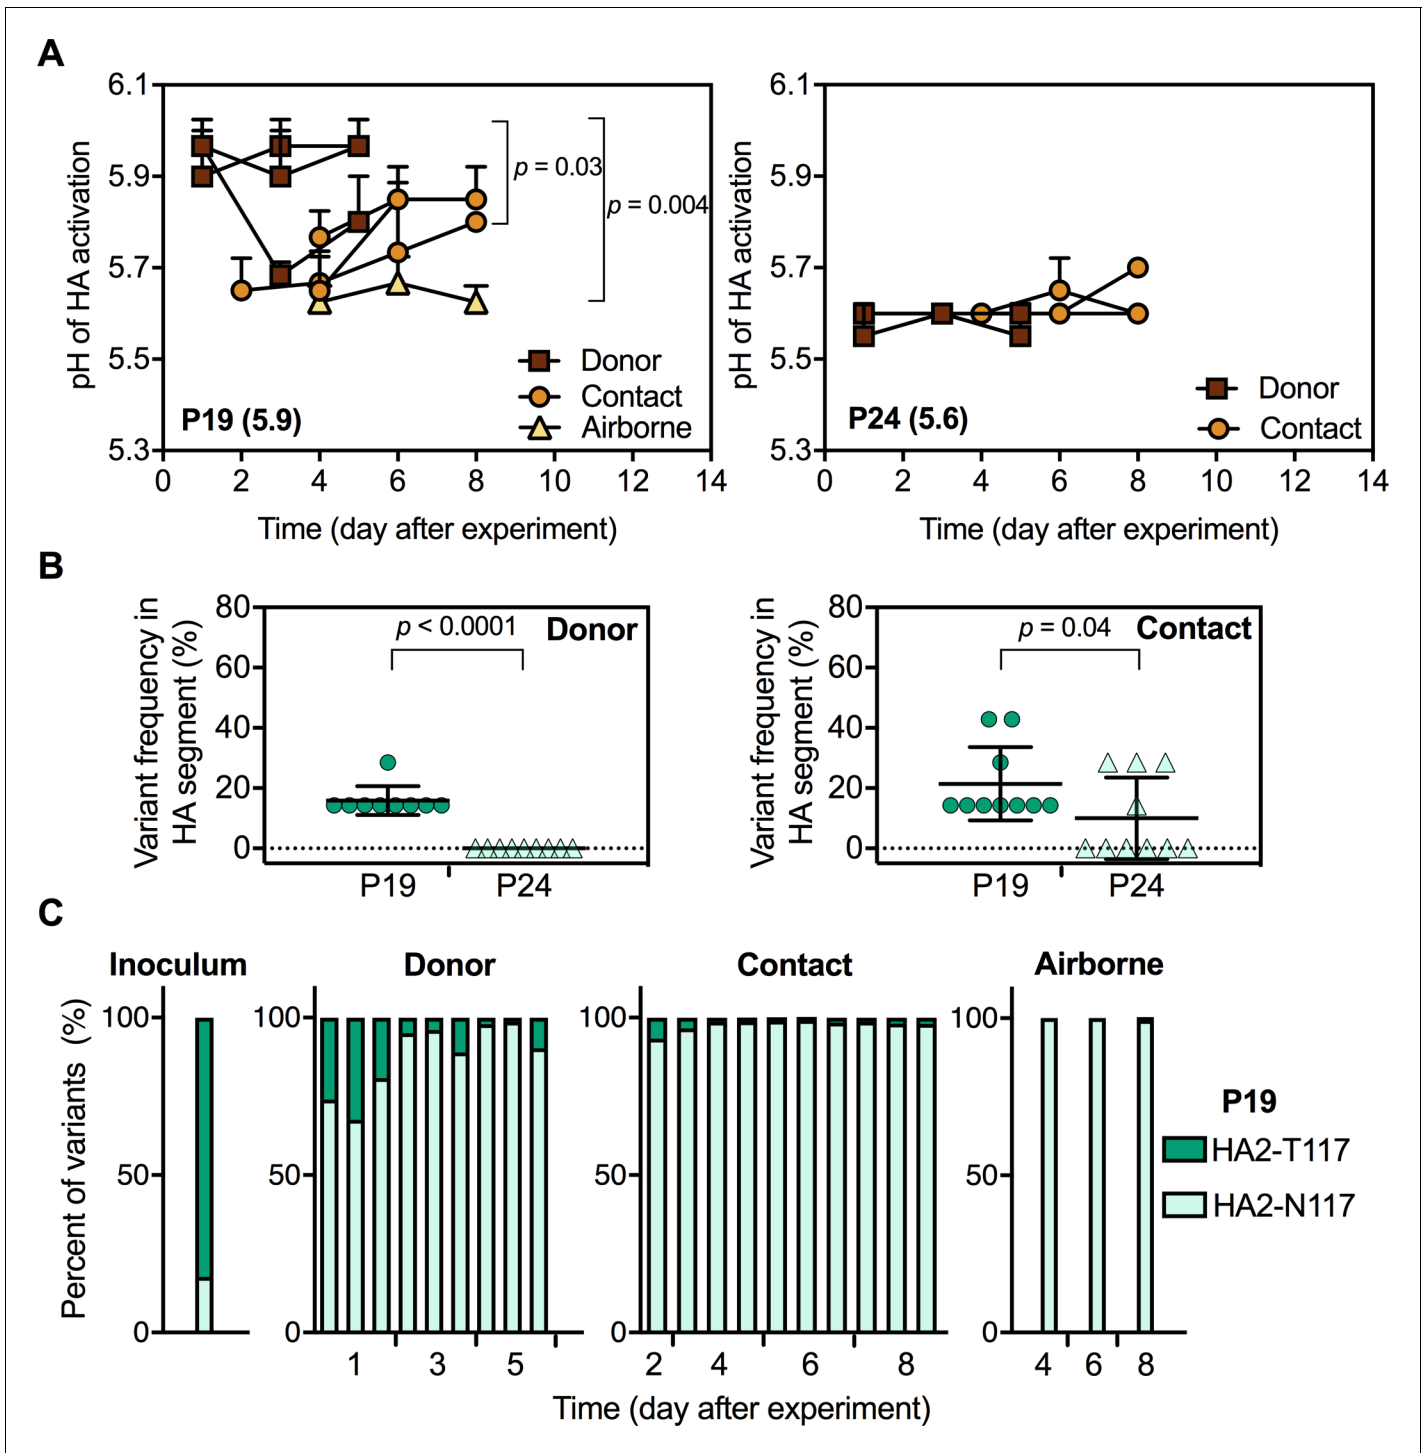 A
6.1
5.9
5.7
5.5
5.3
pH of HA activation
p = 0.03
p = 0.004
Donor
Contact
Airborne
P19 (5.9)
0 2 4 6 8 10 12 14
Time (day after experiment)
6.1
5.9
5.7
5.5
5.3
pH of HA activation
Donor
Contact
P24 (5.6)
0 2 4 6 8 10 12 14
Time (day after experiment)
B
Variant frequency in
HA segment (%)
80
60
40
20
0
p < 0.0001
Donor
P19 P24
Variant frequency in
HA segment (%)
80
60
40
20
0
p = 0.04
Contact
P19 P24
C
Inoculum
Percent of variants (%)
100
50
0
Donor
100
50
0
1 3 5
Contact
100
50
0
2 4 6 8
Airborne
100
50
0
4 6 8
Time (day after experiment)
P19
HA2-T117
HA2-N117